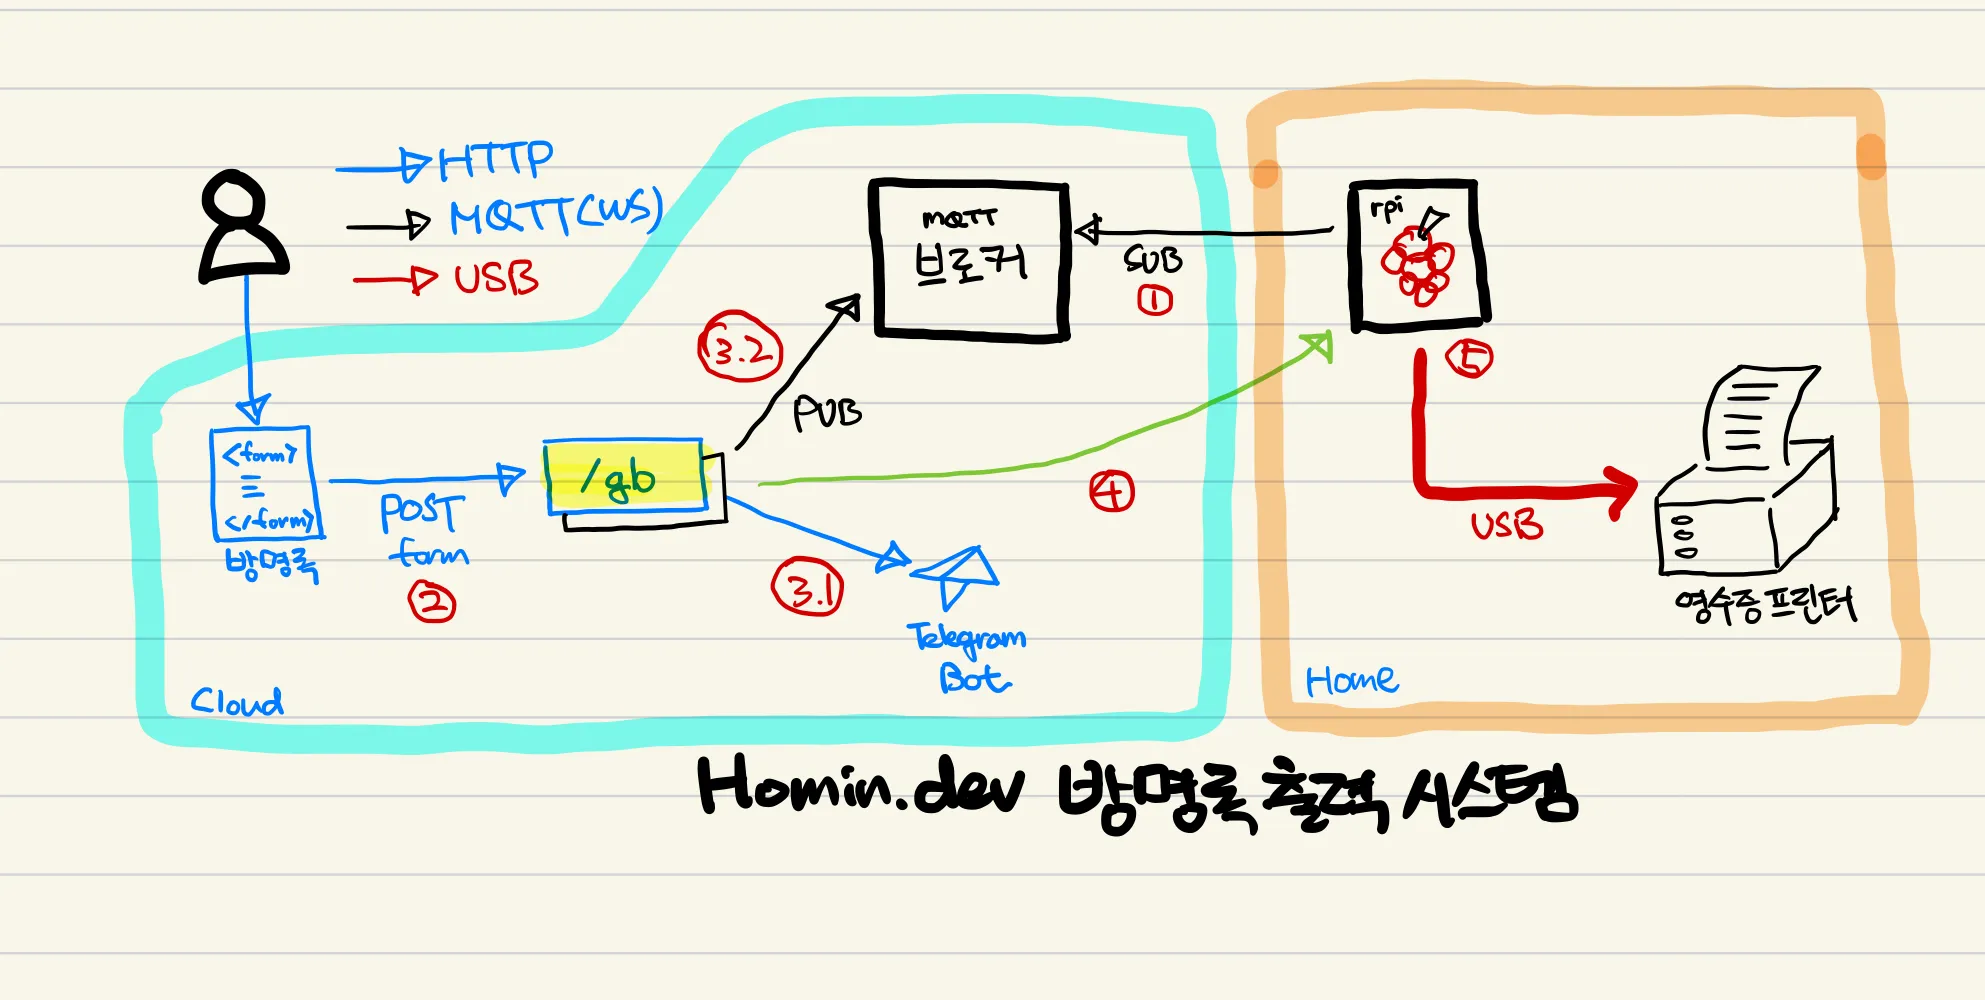 HTTP
MQTT(WS)
USB
<form>
</form>
방명록
POST
form
②
/gb
3.2
PUB
3.1
Telegram
Bot
MQTT
브로커
SUB
①
④
Cloud
rpi
⑤
USB
영수증프린터
Home
Homin.dev 방명록 출력 시스템